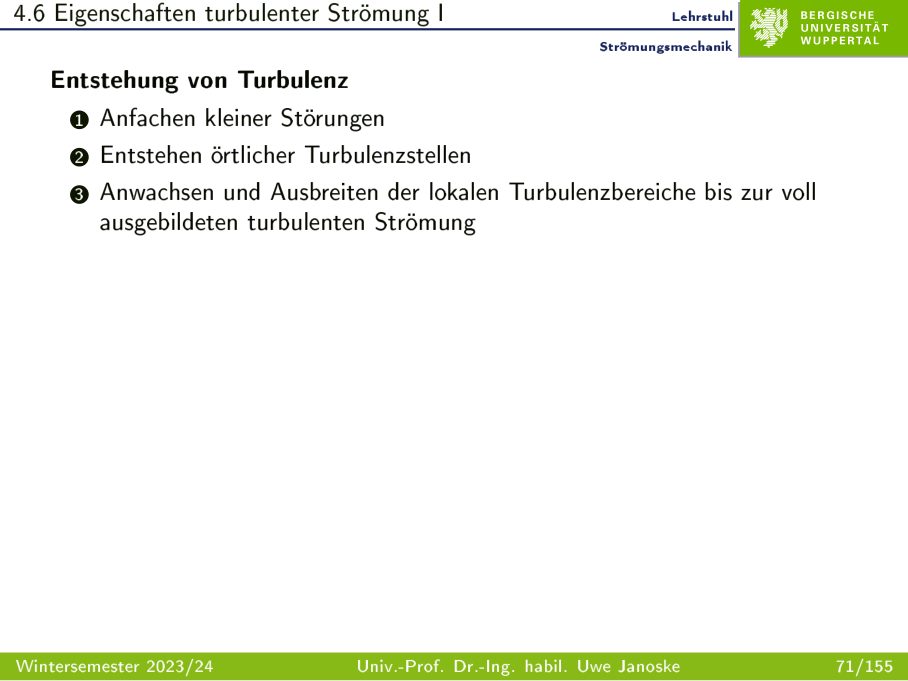 4.6 Eigenschaften turbulenter Strömung I
Lehrstuhl
Strömungsmechanik
BERGISCHE
UNIVERSITÄT
WUPPERTAL
Entstehung von Turbulenz
1 Anfachen kleiner Störungen
2 Entstehen örtlicher Turbulenzstellen
3 Anwachsen und Ausbreiten der lokalen Turbulenzbereiche bis zur voll
ausgebildeten turbulenten Strömung
Wintersemester 2023/24 Univ.-Prof. Dr.-Ing. habil. Uwe Janoske 71/155